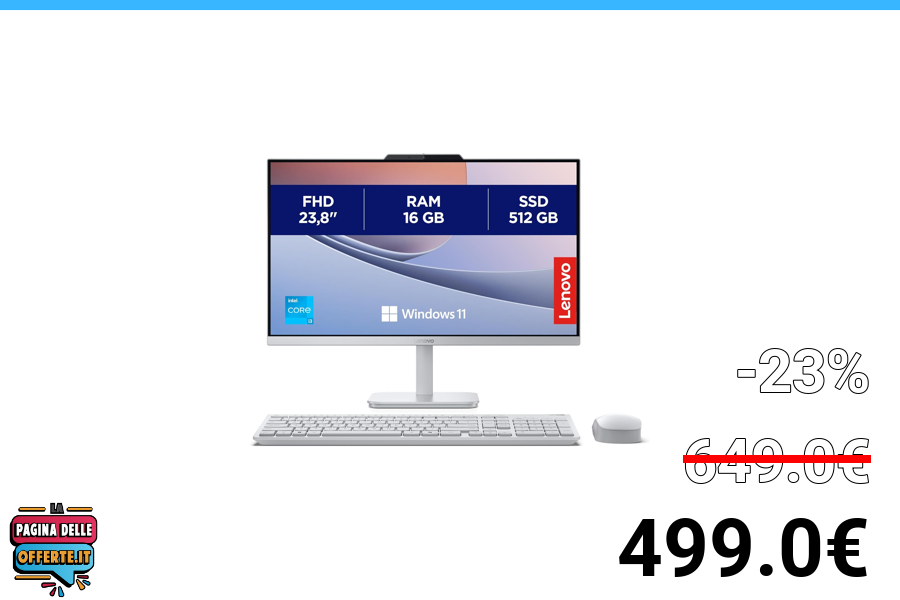 FHD
23,8"
RAM
16 GB
SSD
512 GB
Lenovo
intel
CORE
i3
Windows 11
-23%
649.0€
499.0€
LA
PAGINA DELLE
OFFERTE.IT